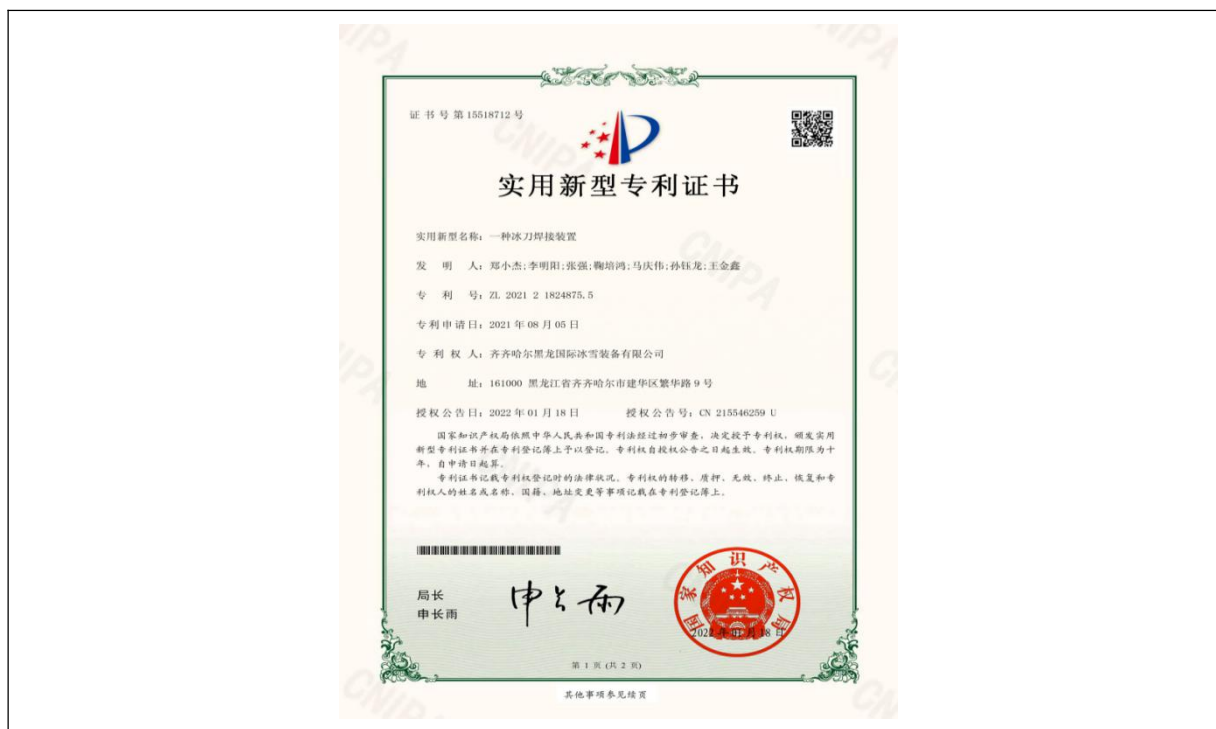 证书号第15518712号
实用新型专利证书
实用新型名称：一种冰刀焊接装置
发 明 人：郑小杰;李明阳;张强;鞠培鸿;马庆伟;孙钰龙;王金鑫
专 利 号：ZL 2021 2 1824875.5
专利申请日：2021年08月05日
专 利 权 人：齐齐哈尔黑龙国际冰雪装备有限公司
地 址：161000 黑龙江省齐齐哈尔市建华区繁华路9号
授权公告日：2022年01月18日 授权公告号：CN 215546259 U
国家知识产权局依照中华人民共和国专利法经过初步审查，决定授予专利权，颁发实用
新型专利证书并在专利登记簿上予以登记。专利权自授权公告之日起生效。专利权期限为十
年，自申请日起算。
专利证书记载专利权登记时的法律状况。专利权的转移、质押、无效、终止、恢复和专
利权人的姓名或名称、国籍、地址变更等事项记载在专利登记簿上。
局长
申长雨
申长雨
国家知识产权局
2022年01月18日
第 1 页 (共 2 页)
其他事项参见续页
CNIPA